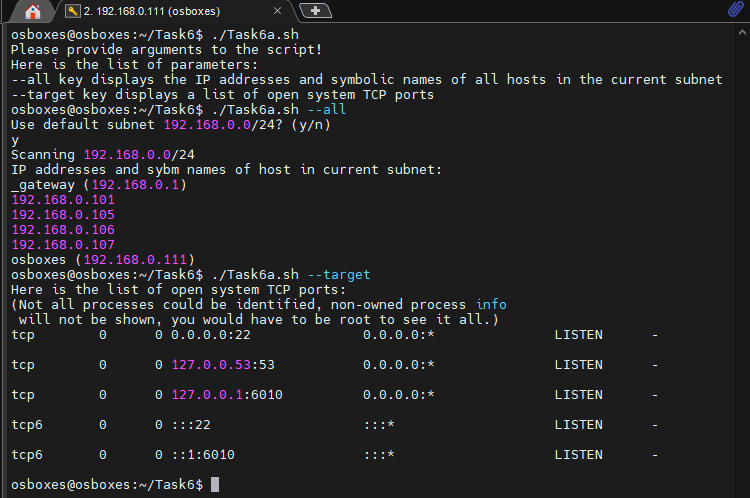 2. 192.168.0.111 (osboxes)
osboxes@osboxes:~/Task6$ ./Task6a.sh
Please provide arguments to the script!
Here is the list of parameters:
--all key displays the IP addresses and symbolic names of all hosts in the current subnet
--target key displays a list of open system TCP ports
osboxes@osboxes:~/Task6$ ./Task6a.sh --all
Use default subnet 192.168.0.0/24? (y/n)
y
Scanning 192.168.0.0/24
IP addresses and sybm names of host in current subnet:
_gateway (192.168.0.1)
192.168.0.101
192.168.0.105
192.168.0.106
192.168.0.107
osboxes (192.168.0.111)
osboxes@osboxes:~/Task6$ ./Task6a.sh --target
Here is the list of open system TCP ports:
(Not all processes could be identified, non-owned process info
will not be shown, you would have to be root to see it all.)
tcp 0 0 0.0.0.0:22 0.0.0.0:* LISTEN -
tcp 0 0 127.0.0.53:53 0.0.0.0:* LISTEN -
tcp 0 0 127.0.0.1:6010 0.0.0.0:* LISTEN -
tcp6 0 0 :::22 :::* LISTEN -
tcp6 0 0 ::1:6010 :::* LISTEN -
osboxes@osboxes:~/Task6$